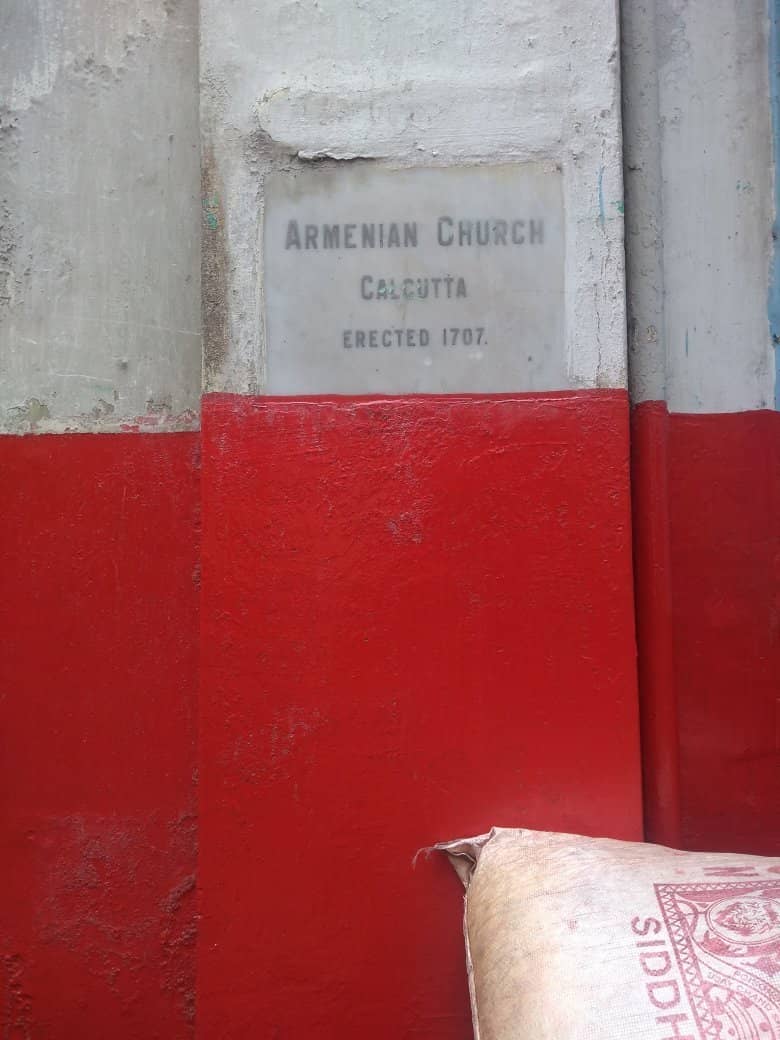 ARMENIAN CHURCH
CALCUTTA
ERECTED 1707.
SIDDH